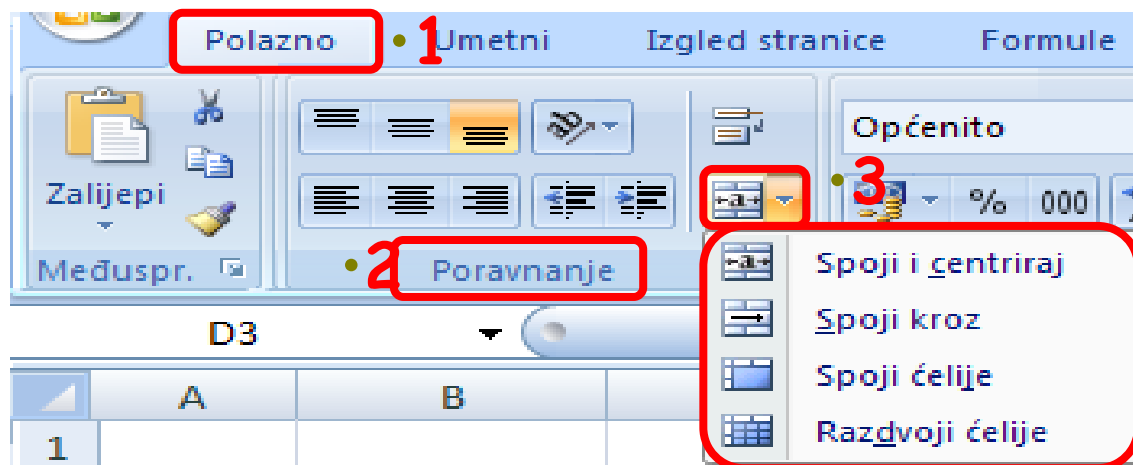 Polazno • 1 Umetni Izgled stranice Formule
Općenito
Zalijepi
• 3
% 000
Međuspr.
• 2 Poravnanje
Spoji i centriraj
Spoji kroz
Spoji ćelije
Razdvoji ćelije
D3
A B
1